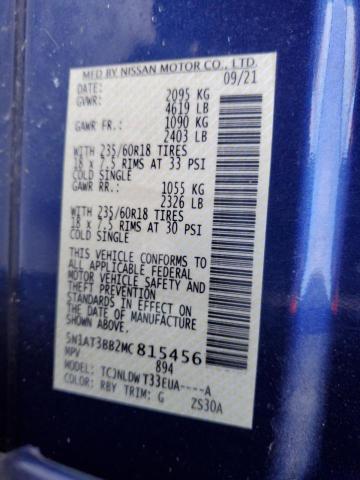 MFD BY NISSAN MOTOR CO., LTD.
DATE: 09/21
GVWR: 2095 KG
4619 LB
GAWR FR.: 1090 KG
2403 LB
WITH 235/60R18 TIRES
18 x 7.5 RIMS AT 33 PSI
COLD SINGLE
GAWR RR.: 1055 KG
2326 LB
WITH 235/60R18 TIRES
18 x 7.5 RIMS AT 30 PSI
COLD SINGLE
THIS VEHICLE CONFORMS TO
ALL APPLICABLE FEDERAL
MOTOR VEHICLE SAFETY AND
THEFT PREVENTION
STANDARDS IN EFFECT ON
THE DATE OF MANUFACTURE
SHOWN ABOVE.
5N1AT3BB2MC 815456
MPV 894
MODEL: TCJNLDW T33EUA----A
COLOR: RBY TRIM: G ZS30A